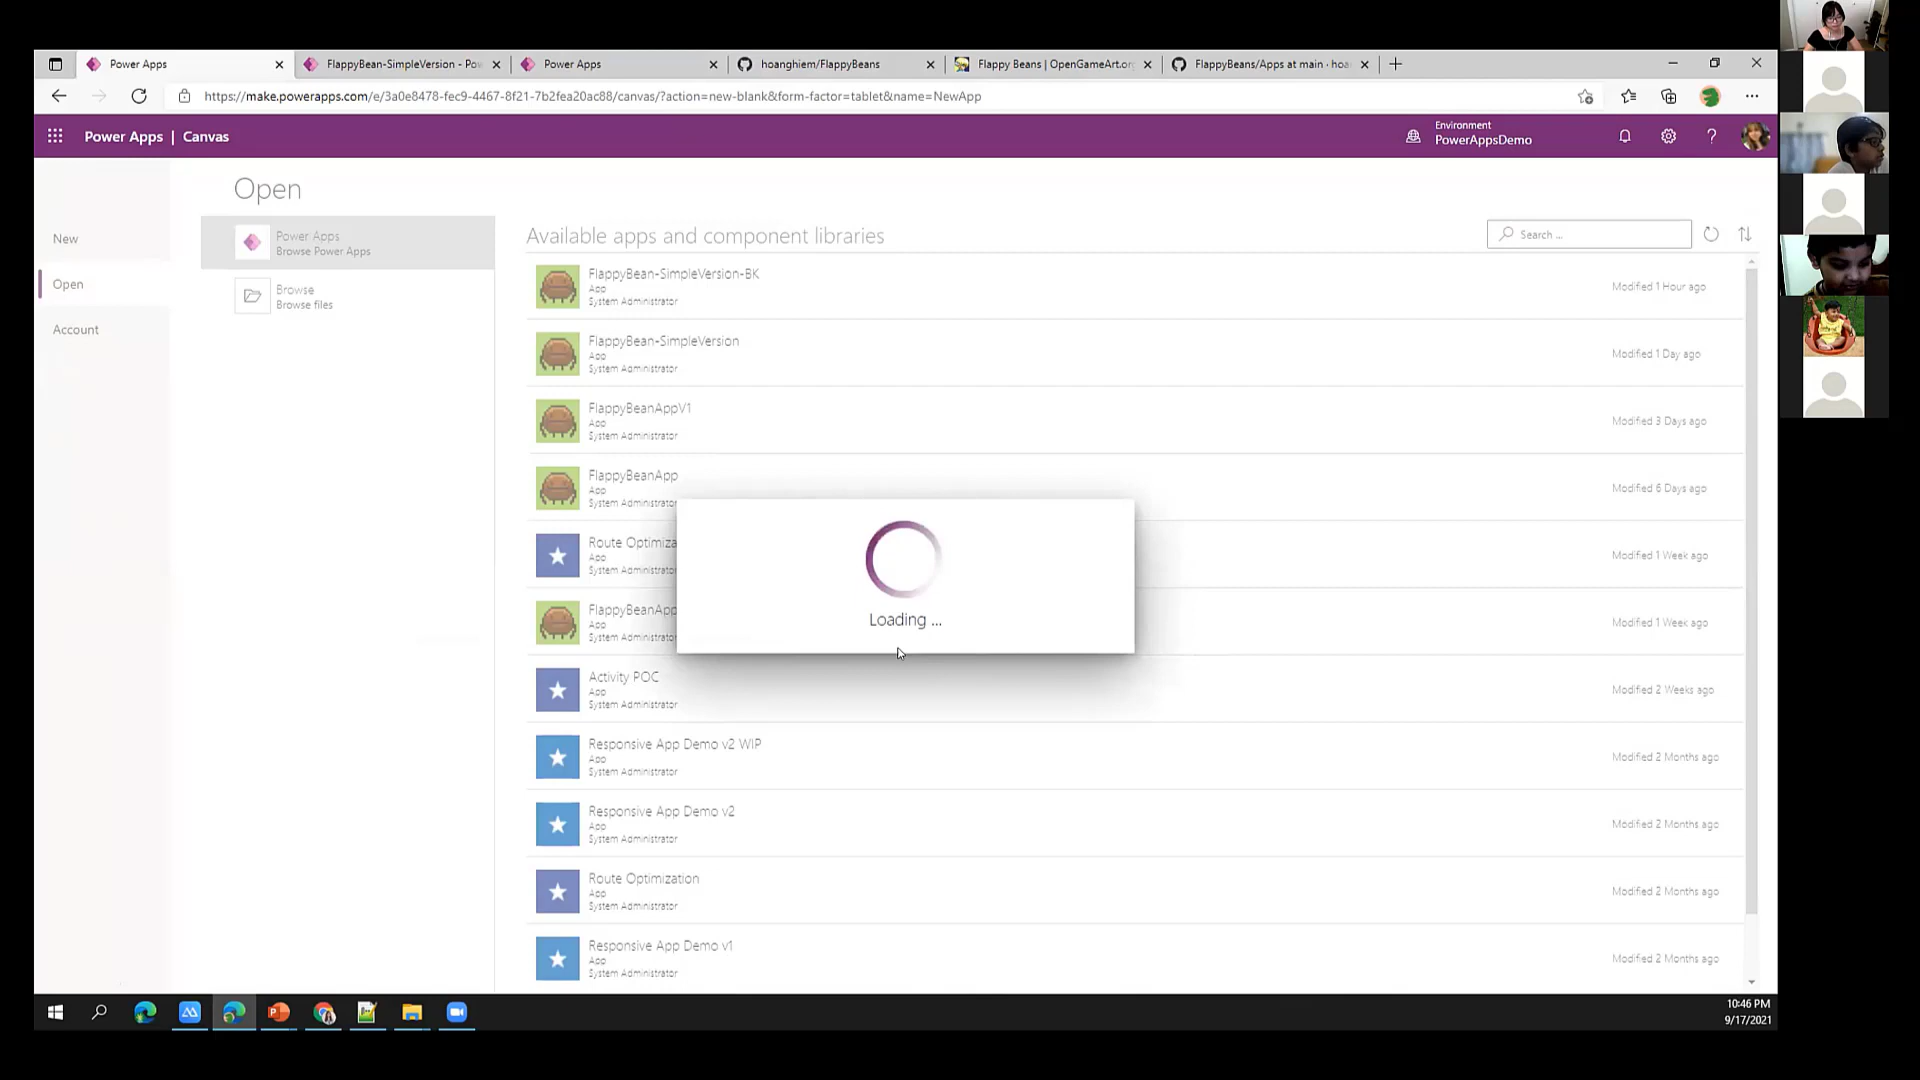 Power Apps
FlappyBean-SimpleVersion - Pow
Power Apps
hoanghiem/FlappyBeans
Flappy Beans | OpenGameArt.org
FlappyBeans/Apps at main · hoa
https://make.powerapps.com/e/3a0e8478-fec9-4467-8f21-7b2fea20ac88/canvas/?action=new-blank&form-factor=tablet&name=NewApp
Power Apps | Canvas
Environment
PowerAppsDemo
?
Open
New
Open
Account
Power Apps
Browse Power Apps
Browse
Browse files
Available apps and component libraries
Search ...
FlappyBean-SimpleVersion-BK
App
System Administrator
Modified 1 Hour ago
FlappyBean-SimpleVersion
App
System Administrator
Modified 1 Day ago
FlappyBeanAppV1
App
System Administrator
Modified 3 Days ago
FlappyBeanApp
App
System Administrator
Modified 6 Days ago
Route Optimiza
App
System Administrator
Modified 1 Week ago
FlappyBeanApp
App
System Administrator
Modified 1 Week ago
Loading ...
Activity POC
App
System Administrator
Modified 2 Weeks ago
Responsive App Demo v2 WIP
App
System Administrator
Modified 2 Months ago
Responsive App Demo v2
App
System Administrator
Modified 2 Months ago
Route Optimization
App
System Administrator
Modified 2 Months ago
Responsive App Demo v1
App
System Administrator
Modified 2 Months ago
10:46 PM
9/17/2021